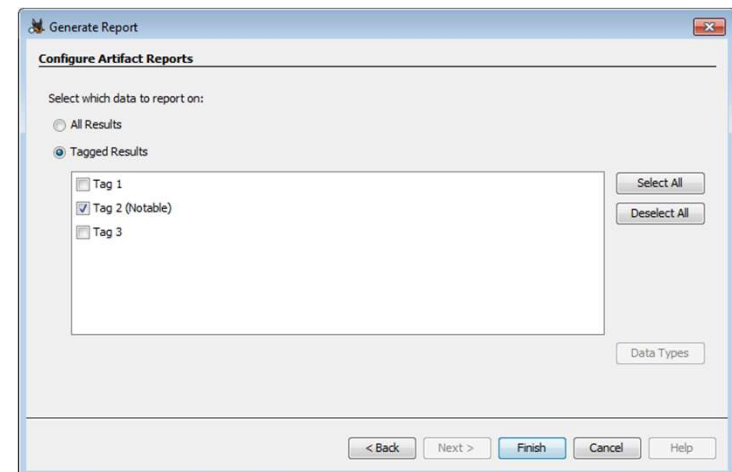 Generate Report
Configure Artifact Reports
Select which data to report on:
All Results
Tagged Results
Tag 1
Tag 2 (Notable)
Tag 3
Select All
Deselect All
Data Types
< Back Next > Finish Cancel Help